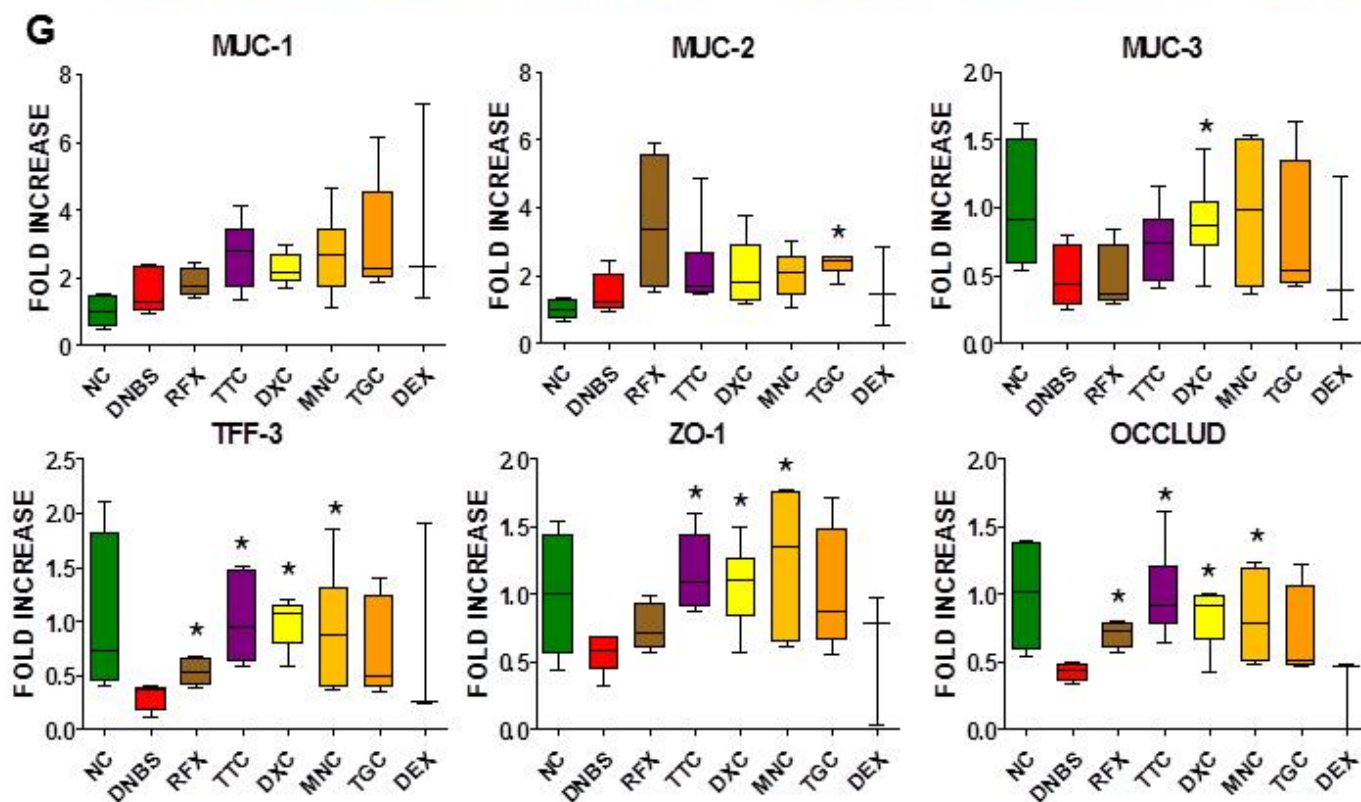 G
MUC-1
MUC-2
MUC-3
FOLD INCREASE
8
6
4
2
0
NC
DNBS
RFX
TTC
DXC
MNC
TGC
DEX
FOLD INCREASE
8
6
4
2
0
*
NC
DNBS
RFX
TTC
DXC
MNC
TGC
DEX
FOLD INCREASE
2.0
1.5
1.0
0.5
0.0
*
NC
DNBS
RFX
TTC
DXC
MNC
TGC
DEX
TFF-3
ZO-1
OCCLUD
FOLD INCREASE
2.5
2.0
1.5
1.0
0.5
0.0
*
*
*
*
NC
DNBS
RFX
TTC
DXC
MNC
TGC
DEX
FOLD INCREASE
2.0
1.5
1.0
0.5
0.0
*
*
*
NC
DNBS
RFX
TTC
DXC
MNC
TGC
DEX
FOLD INCREASE
2.0
1.5
1.0
0.5
0.0
*
*
*
*
NC
DNBS
RFX
TTC
DXC
MNC
TGC
DEX